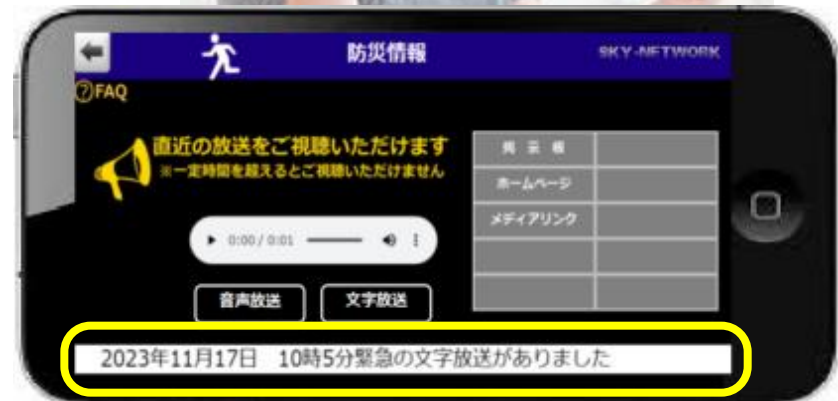 防災情報
SKY-NETWORK
?FAQ
直近の放送をご視聴いただけます
※一定時間を超えるとご視聴いただけません
掲 示 板
ホームページ
メディアリンク
0:00 / 0:01
音声放送
文字放送
2023年11月17日 10時5分緊急の文字放送がありました